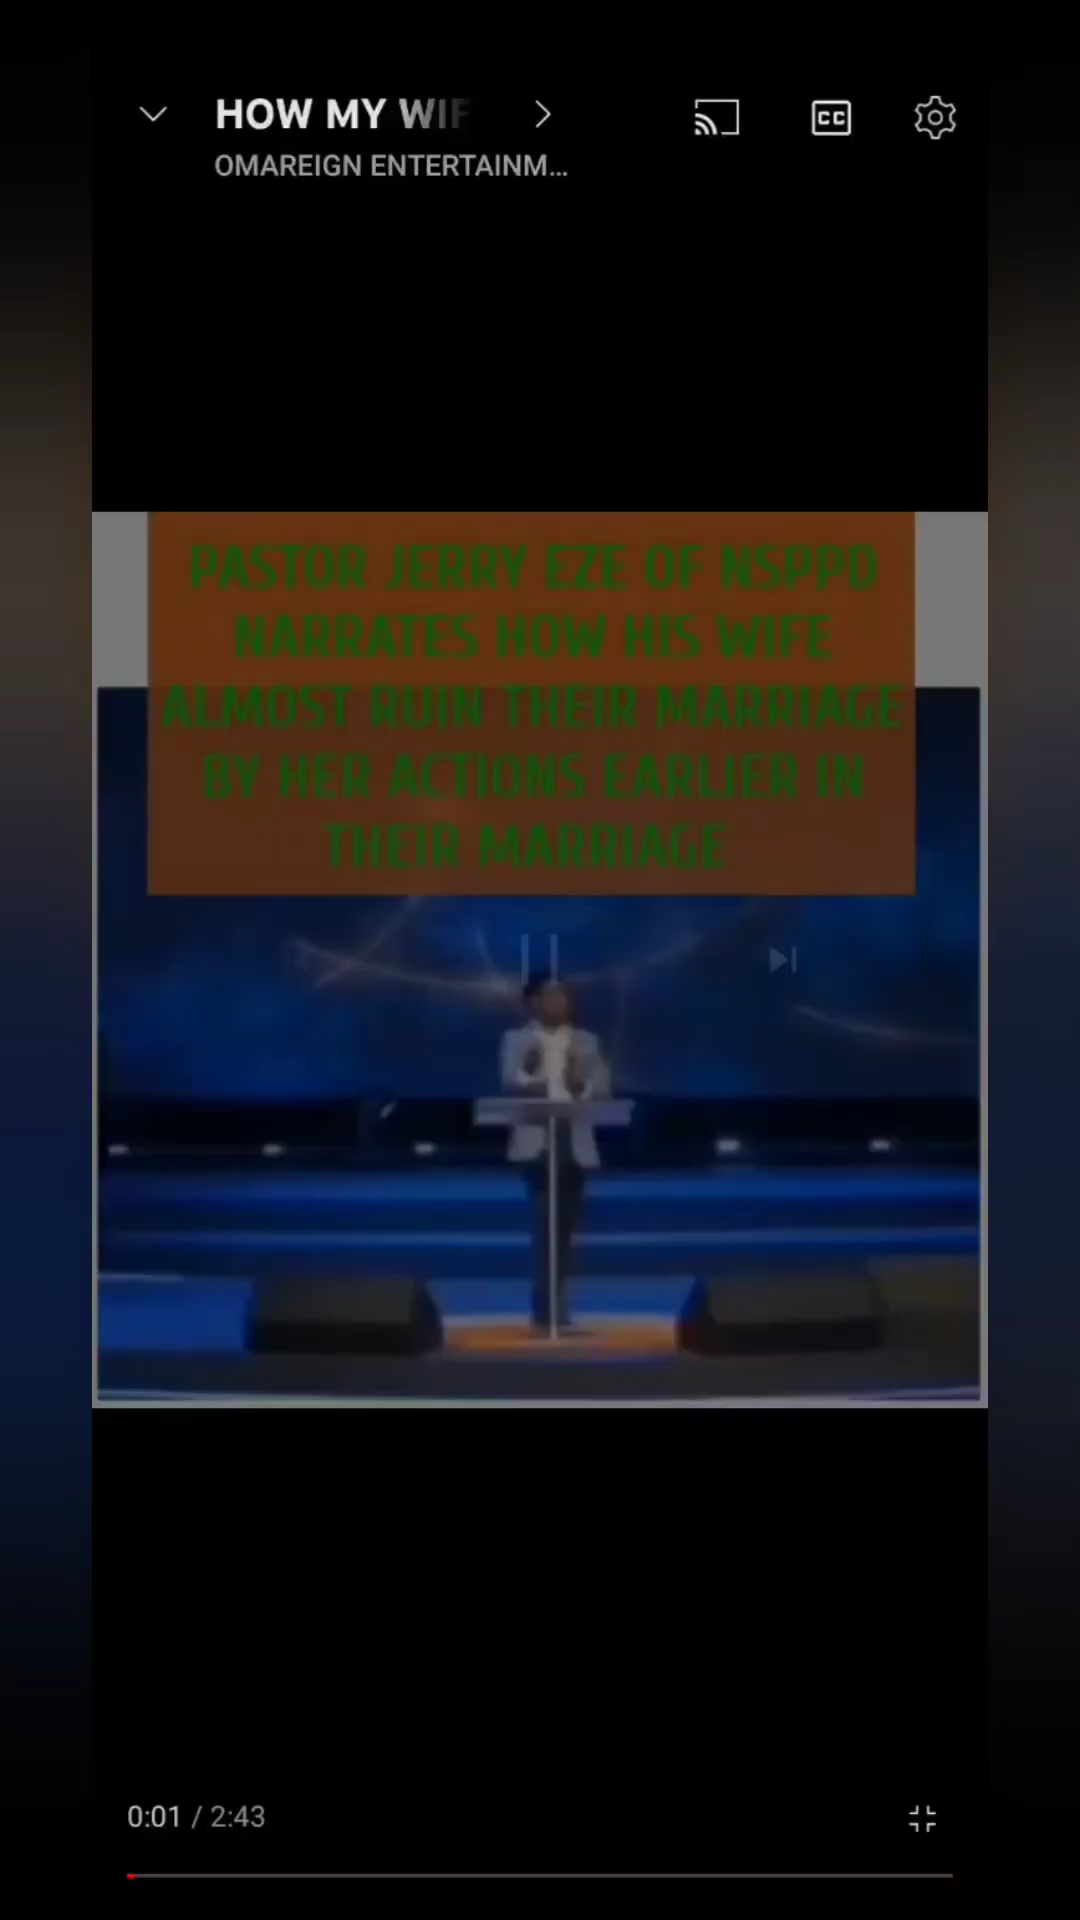 HOW MY WIF
OMAREIGN ENTERTAINM...
CC
PASTOR JERRY EZE OF NSPPD
NARRATES HOW HIS WIFE
ALMOST RUIN THEIR MARRIAGE
BY HER ACTIONS EARLIER IN
THEIR MARRIAGE
0:01 / 2:43